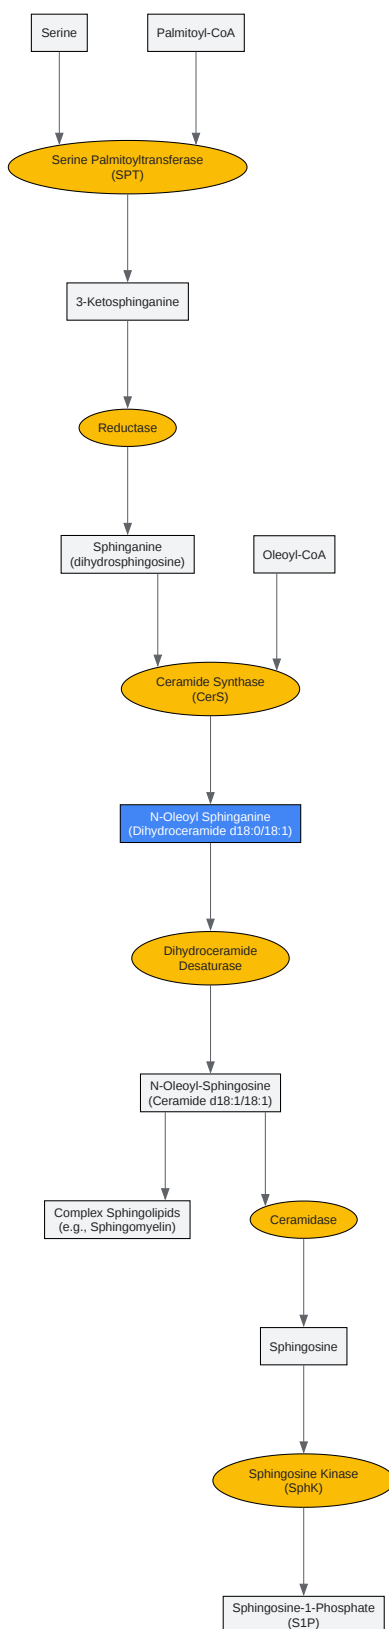 Serine
Palmitoyl-CoA
Serine Palmitoyltransferase
(SPT)
3-Ketosphinganine
Reductase
Sphinganine
(dihydrosphingosine)
Oleoyl-CoA
Ceramide Synthase
(CerS)
N-Oleoyl Sphinganine
(Dihydroceramide d18:0/18:1)
Dihydroceramide
Desaturase
N-Oleoyl-Sphingosine
(Ceramide d18:1/18:1)
Complex Sphingolipids
(e.g., Sphingomyelin)
Ceramidase
Sphingosine
Sphingosine Kinase
(SphK)
Sphingosine-1-Phosphate
(S1P)